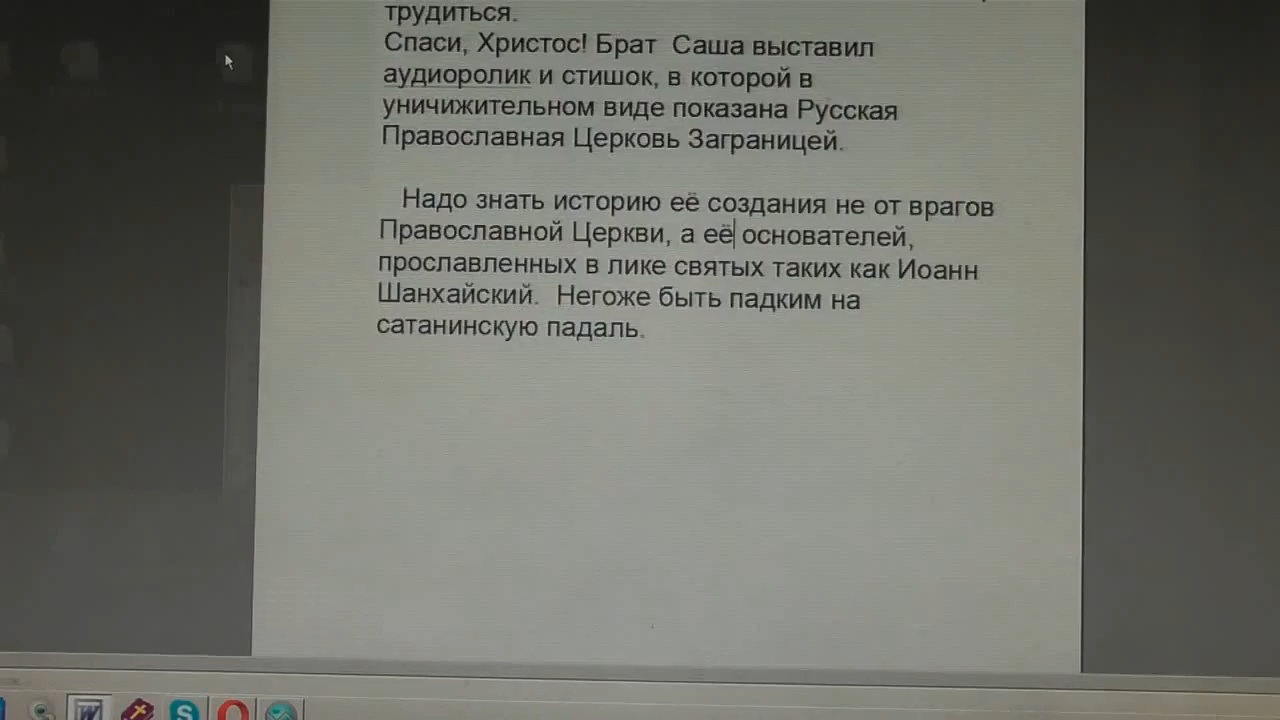 трудиться.
Спаси, Христос! Брат Саша выставил
аудиоролик и стишок, в которой в
уничижительном виде показана Русская
Православная Церковь Заграницей.
Надо знать историю её создания не от врагов
Православной Церкви, а её основателей,
прославленных в лике святых таких как Иоанн
Шанхайский. Негоже быть падким на
сатанинскую падаль.